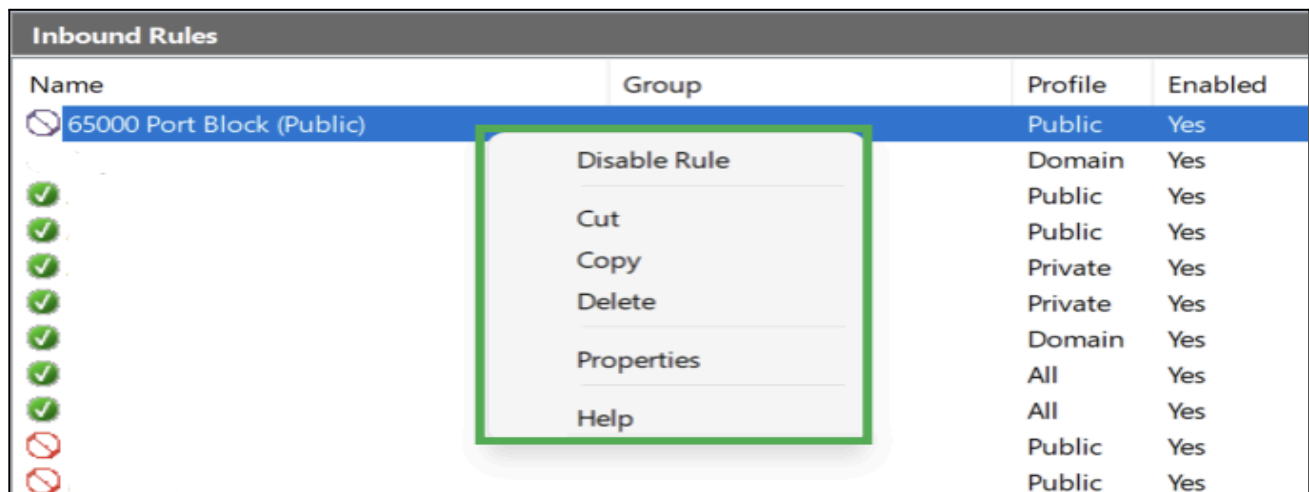 Inbound Rules
Name Group Profile Enabled
65000 Port Block (Public) Public Yes
Disable Rule Domain Yes
Public Yes
Cut Public Yes
Copy Private Yes
Delete Private Yes
Domain Yes
Properties All Yes
Help All Yes
Public Yes
Public Yes